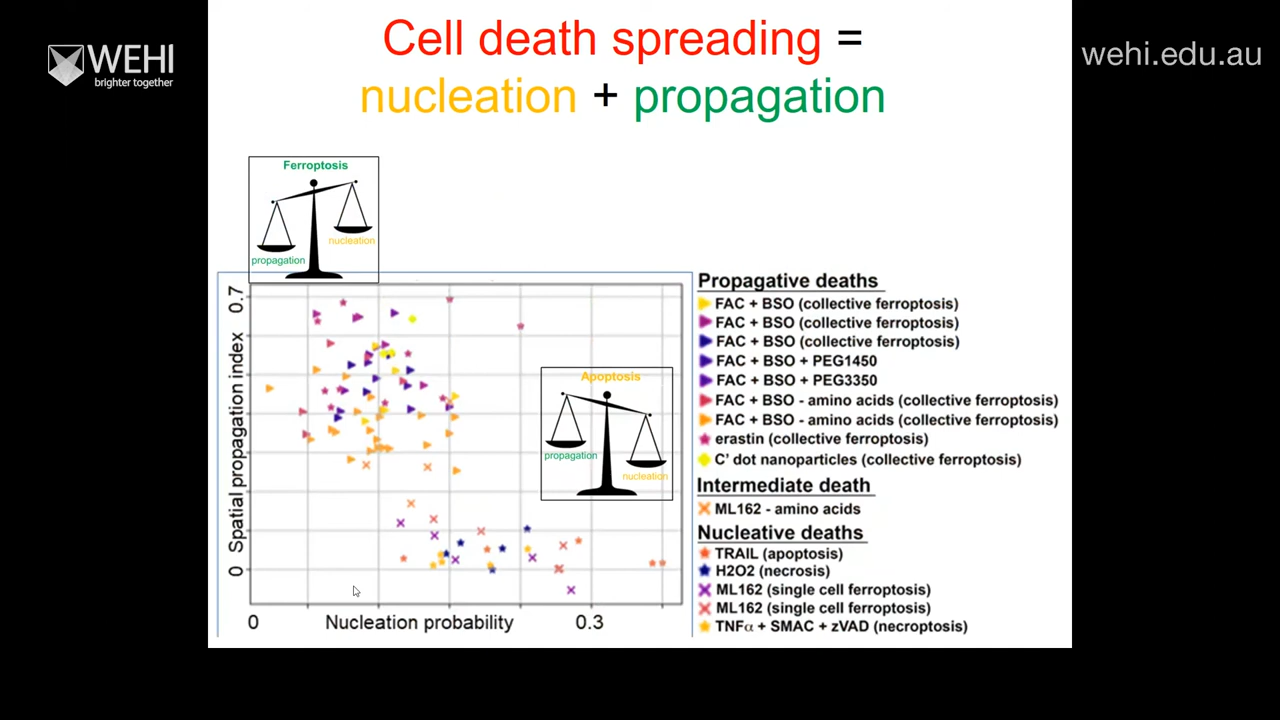 WEHI
brighter together
wehi.edu.au
Cell death spreading =
nucleation + propagation
Ferroptosis
nucleation
propagation
Apoptosis
propagation
nucleation
0.7
Spatial propagation index
0
0
Nucleation probability
0.3
Propagative deaths
FAC + BSO (collective ferroptosis)
FAC + BSO (collective ferroptosis)
FAC + BSO (collective ferroptosis)
FAC + BSO + PEG1450
FAC + BSO + PEG3350
FAC + BSO - amino acids (collective ferroptosis)
FAC + BSO - amino acids (collective ferroptosis)
erastin (collective ferroptosis)
C' dot nanoparticles (collective ferroptosis)
Intermediate death
ML162 - amino acids
Nucleative deaths
TRAIL (apoptosis)
H2O2 (necrosis)
ML162 (single cell ferroptosis)
ML162 (single cell ferroptosis)
TNFα + SMAC + zVAD (necroptosis)